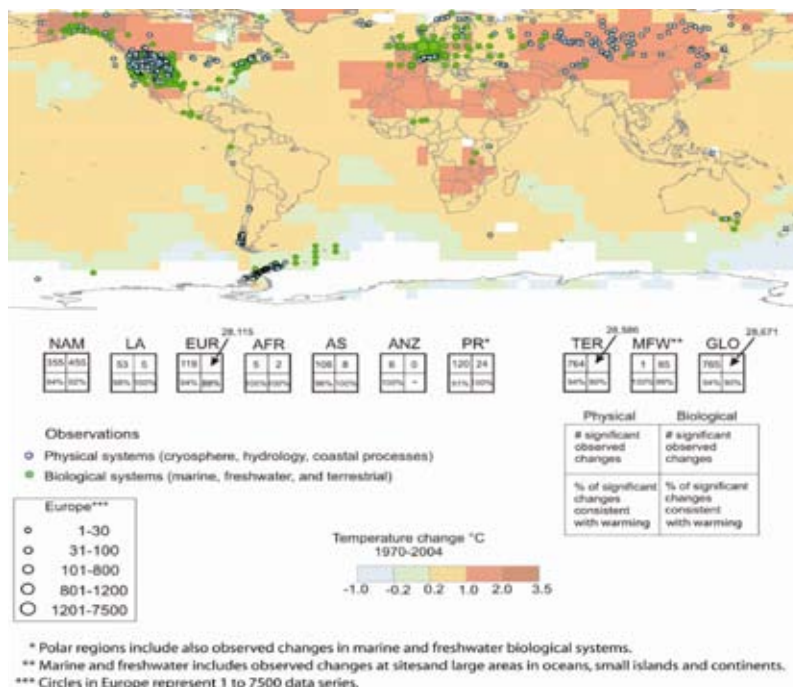 28,115
28,586
28,671
NAM LA EUR AFR AS ANZ PR* TER MFW** GLO
355 455 53 5 119 5 2 106 8 6 0 120 24 764 1 85 765
94% 92% 98% 100% 94% 89% 100% 100% 96% 100% 100% – 91% 100% 94% 90% 100% 99% 94% 90%
Physical Biological
# significant observed changes # significant observed changes
% of significant changes consistent with warming % of significant changes consistent with warming
Observations
Physical systems (cryosphere, hydrology, coastal processes)
Biological systems (marine, freshwater, and terrestrial)
Europe***
1-30
31-100
101-800
801-1200
1201-7500
Temperature change °C
1970-2004
-1.0 -0.2 0.2 1.0 2.0 3.5
* Polar regions include also observed changes in marine and freshwater biological systems.
** Marine and freshwater includes observed changes at sitesand large areas in oceans, small islands and continents.
*** Circles in Europe represent 1 to 7500 data series.